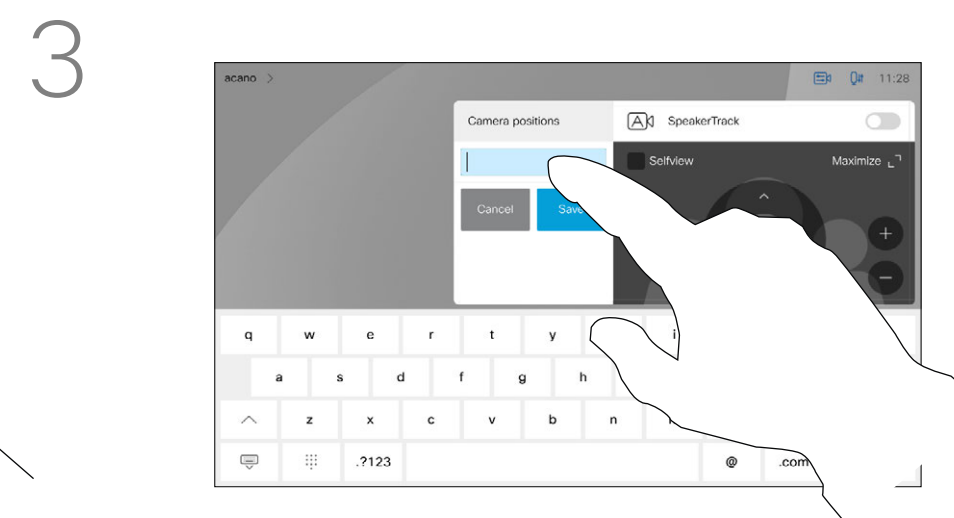 3
acano >
11:28
Camera positions
SpeakerTrack
Selfview
Maximize
Cancel
Save
q w e r t y i
a s d f g h
z x c v b n
.?123
@ .com